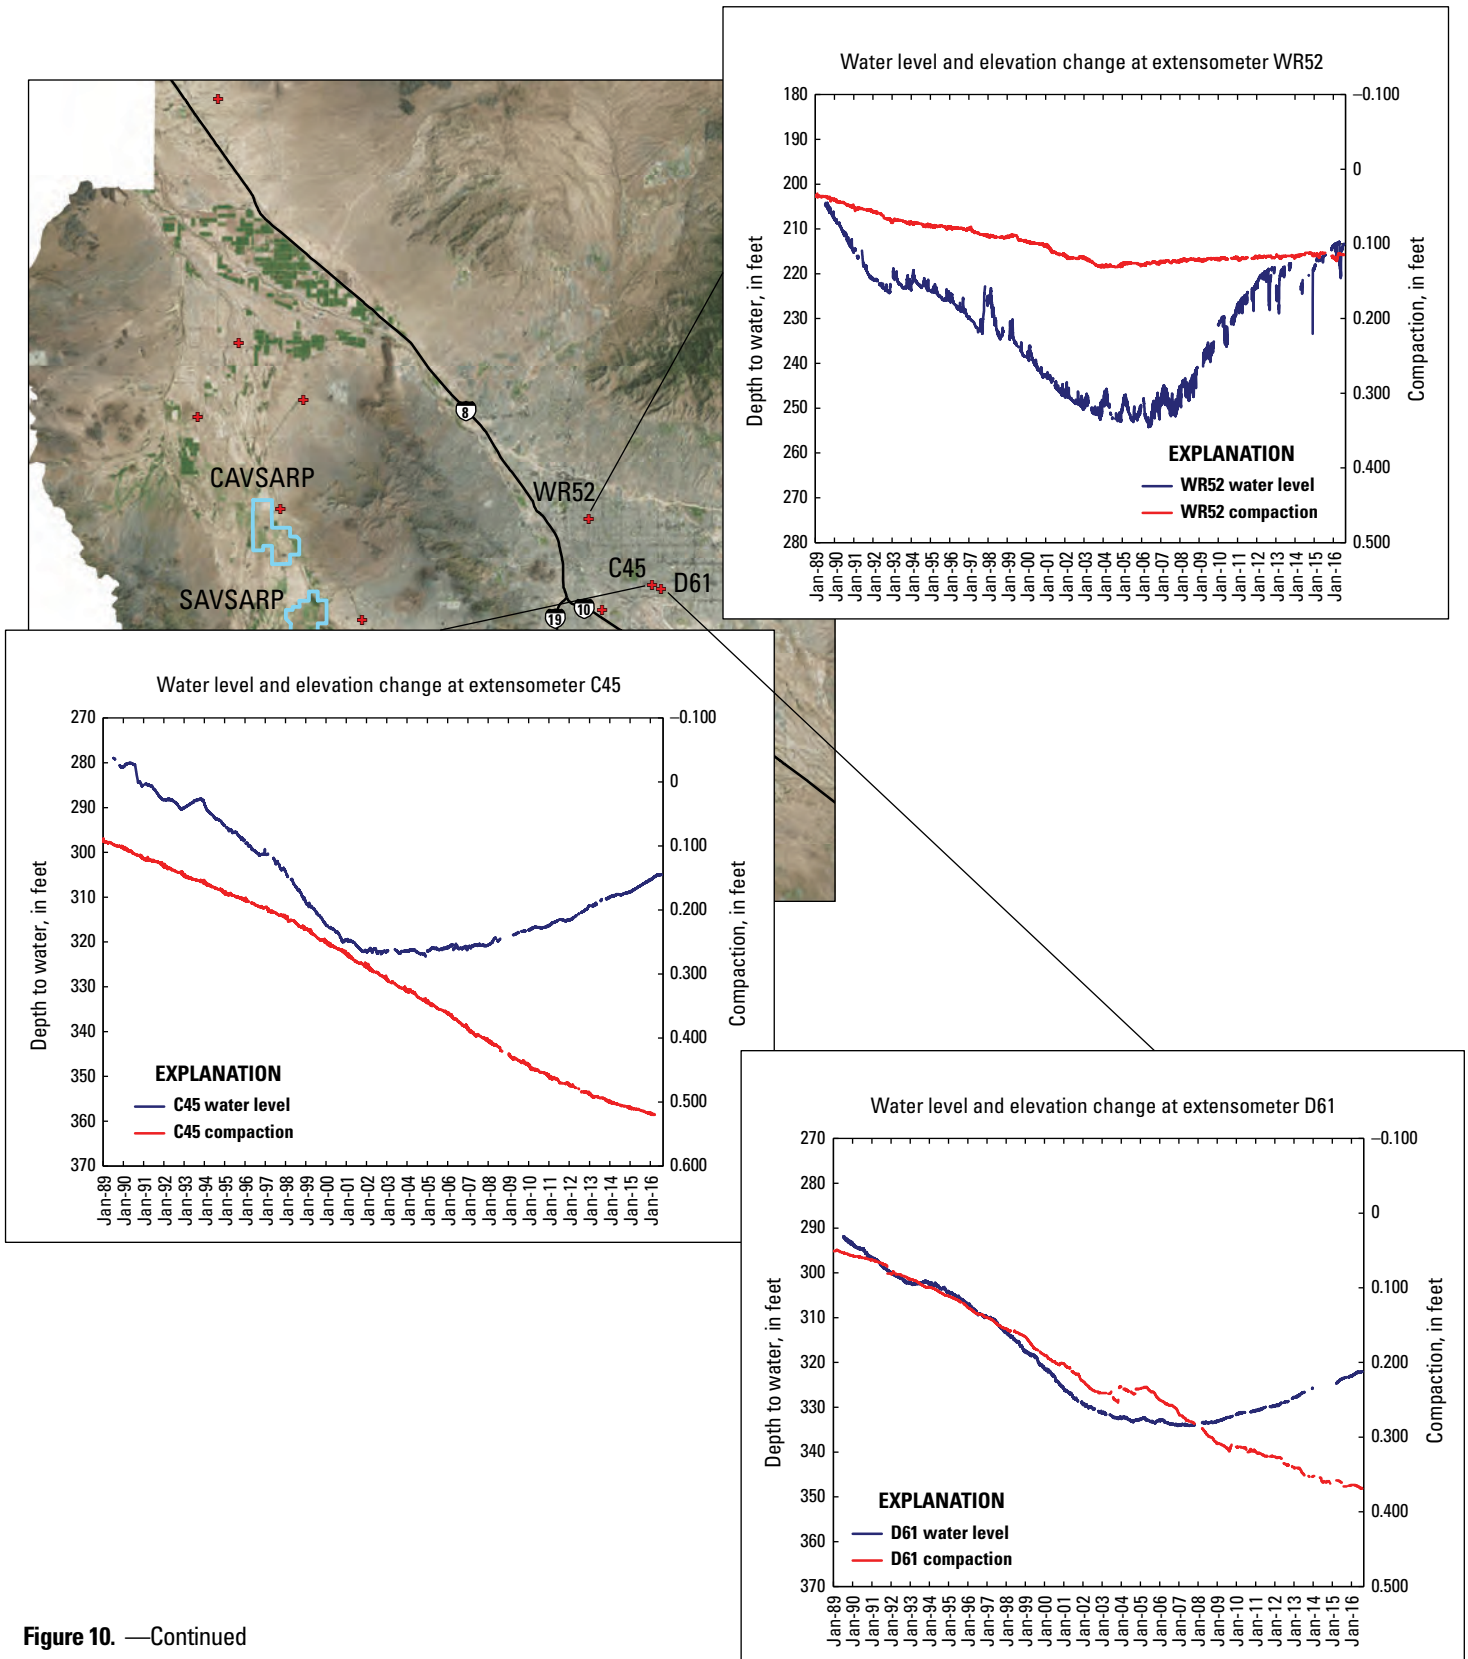 Water level and elevation change at extensometer WR52
180
190
200
210
220
230
240
250
260
270
280
Depth to water, in feet
–0.100
0
0.100
0.200
0.300
0.400
0.500
Compaction, in feet
EXPLANATION
WR52 water level
WR52 compaction
Jan-89
Jan-90
Jan-91
Jan-92
Jan-93
Jan-94
Jan-95
Jan-96
Jan-97
Jan-98
Jan-99
Jan-00
Jan-01
Jan-02
Jan-03
Jan-04
Jan-05
Jan-06
Jan-07
Jan-08
Jan-09
Jan-10
Jan-11
Jan-12
Jan-13
Jan-14
Jan-15
Jan-16
8
CAVSARP
WR52
C45
D61
SAVSARP
19
10
Water level and elevation change at extensometer C45
270
280
290
300
310
320
330
340
350
360
370
Depth to water, in feet
–0.100
0
0.100
0.200
0.300
0.400
0.500
0.600
Compaction, in feet
EXPLANATION
C45 water level
C45 compaction
Jan-89
Jan-90
Jan-91
Jan-92
Jan-93
Jan-94
Jan-95
Jan-96
Jan-97
Jan-98
Jan-99
Jan-00
Jan-01
Jan-02
Jan-03
Jan-04
Jan-05
Jan-06
Jan-07
Jan-08
Jan-09
Jan-10
Jan-11
Jan-12
Jan-13
Jan-14
Jan-15
Jan-16
Water level and elevation change at extensometer D61
270
280
290
300
310
320
330
340
350
360
370
Depth to water, in feet
–0.100
0
0.100
0.200
0.300
0.400
0.500
Compaction, in feet
EXPLANATION
D61 water level
D61 compaction
Jan-89
Jan-90
Jan-91
Jan-92
Jan-93
Jan-94
Jan-95
Jan-96
Jan-97
Jan-98
Jan-99
Jan-00
Jan-01
Jan-02
Jan-03
Jan-04
Jan-05
Jan-06
Jan-07
Jan-08
Jan-09
Jan-10
Jan-11
Jan-12
Jan-13
Jan-14
Jan-15
Jan-16
Figure 10. —Continued